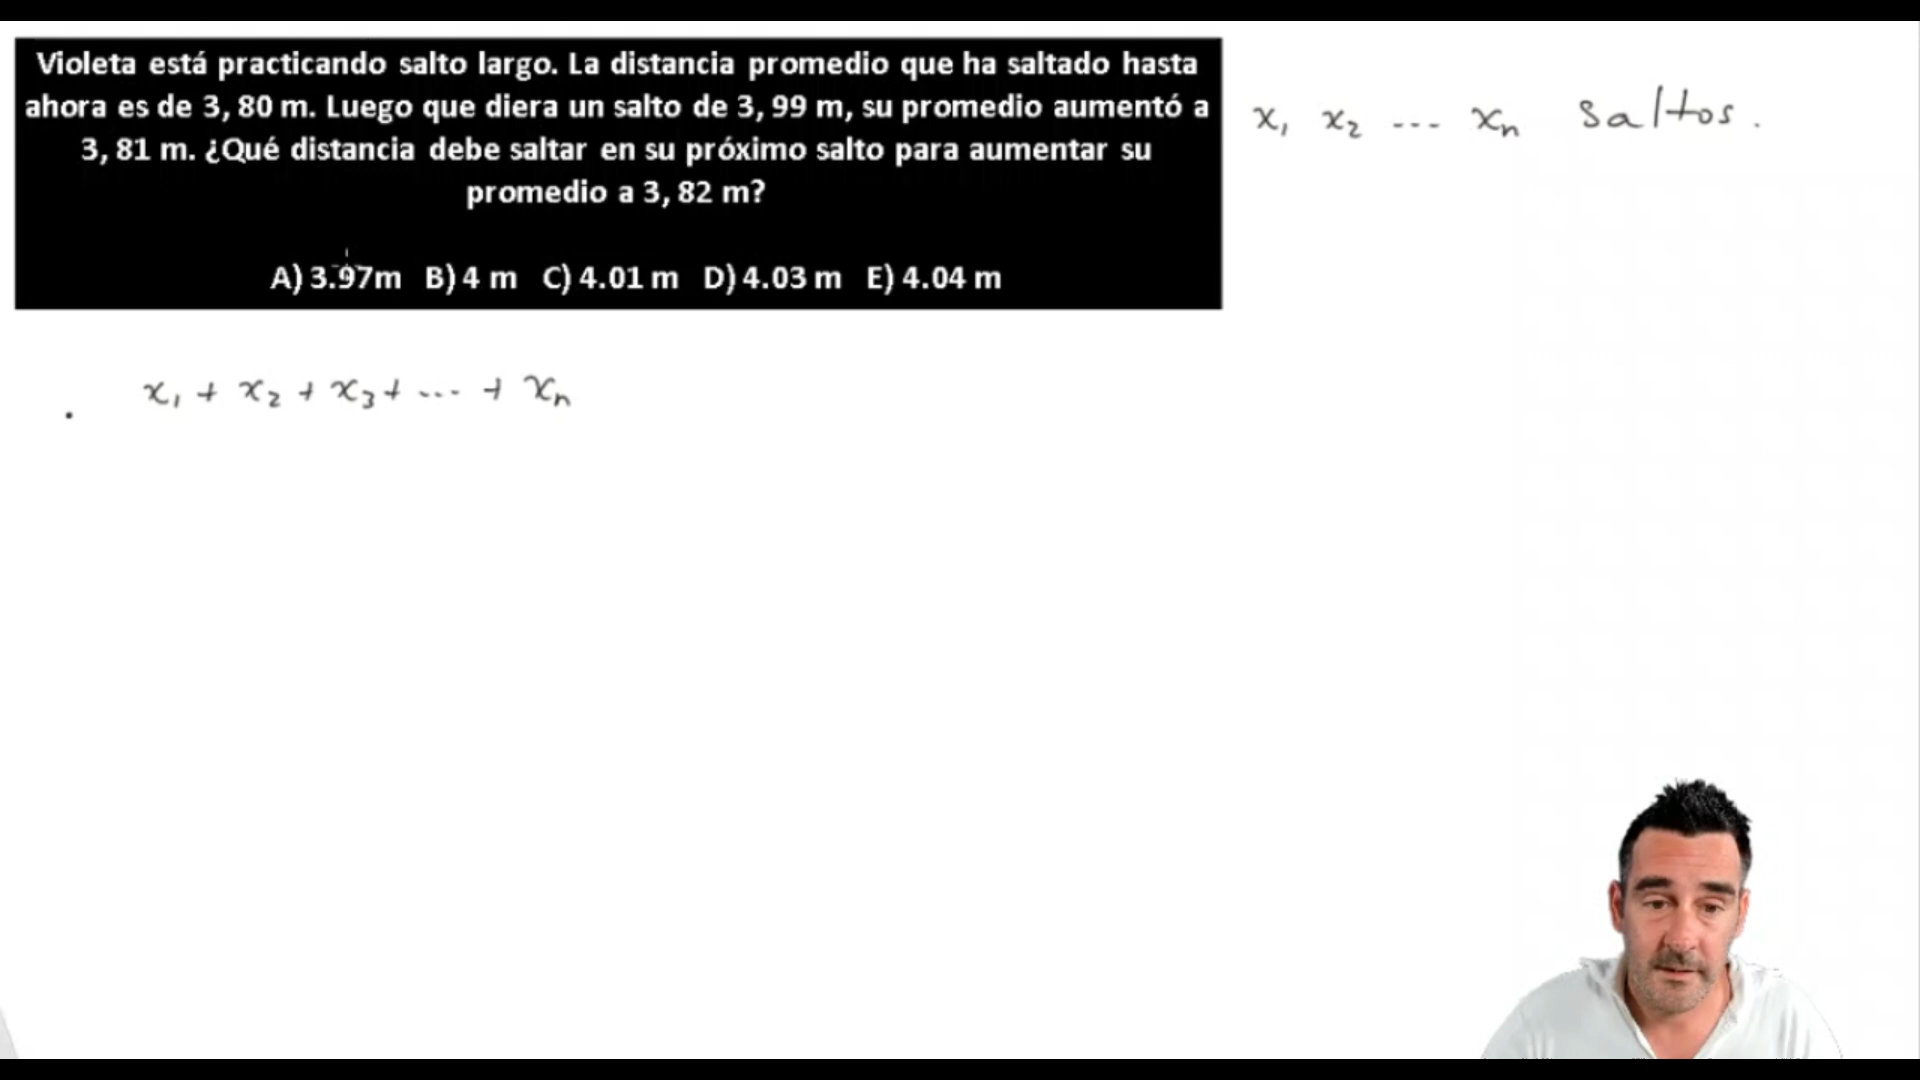 Violeta está practicando salto largo. La distancia promedio que ha saltado hasta
ahora es de 3, 80 m. Luego que diera un salto de 3, 99 m, su promedio aumentó a
3, 81 m. ¿Qué distancia debe saltar en su próximo salto para aumentar su
promedio a 3, 82 m?
A) 3.97m B) 4 m C) 4.01 m D) 4.03 m E) 4.04 m
x₁ x₂ ... xₙ saltos.
x₁ + x₂ + x₃ + ... + xₙ